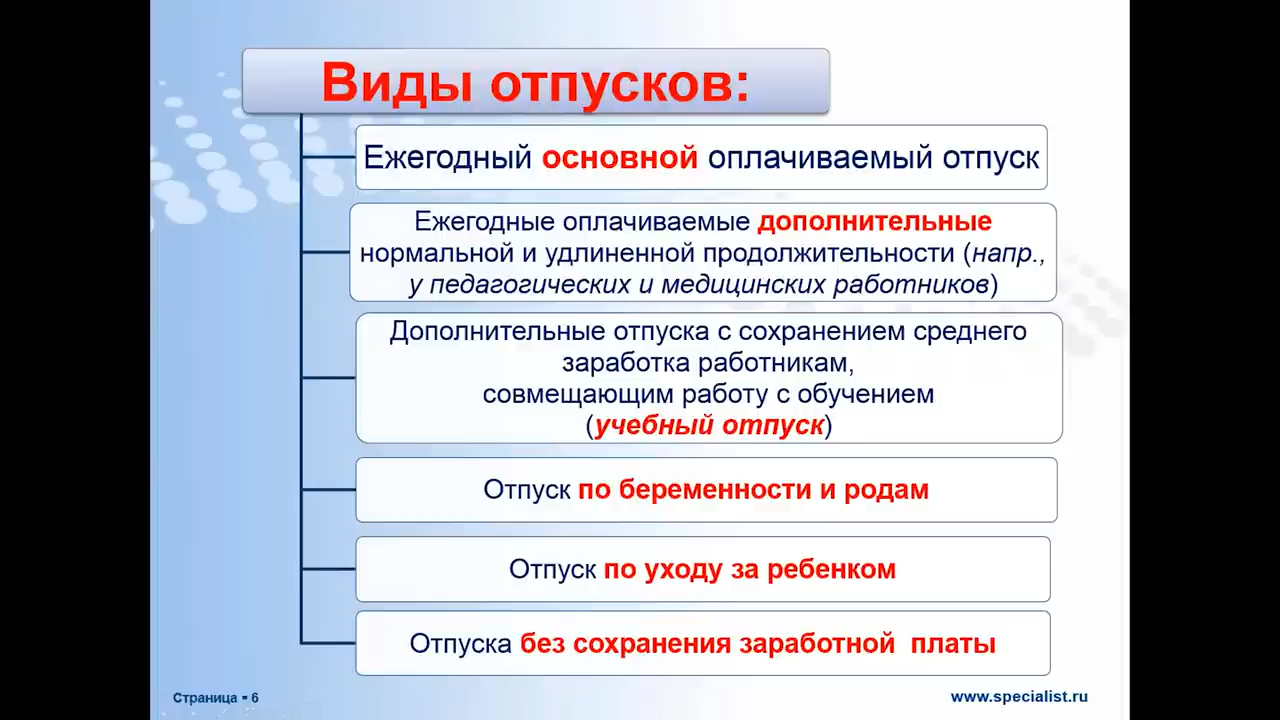 Виды отпусков:
Ежегодный основной оплачиваемый отпуск
Ежегодные оплачиваемые дополнительные
нормальной и удлиненной продолжительности (напр.,
у педагогических и медицинских работников)
Дополнительные отпуска с сохранением среднего
заработка работникам,
совмещающим работу с обучением
(учебный отпуск)
Отпуск по беременности и родам
Отпуск по уходу за ребенком
Отпуска без сохранения заработной платы
Страница ▪ 6
www.specialist.ru